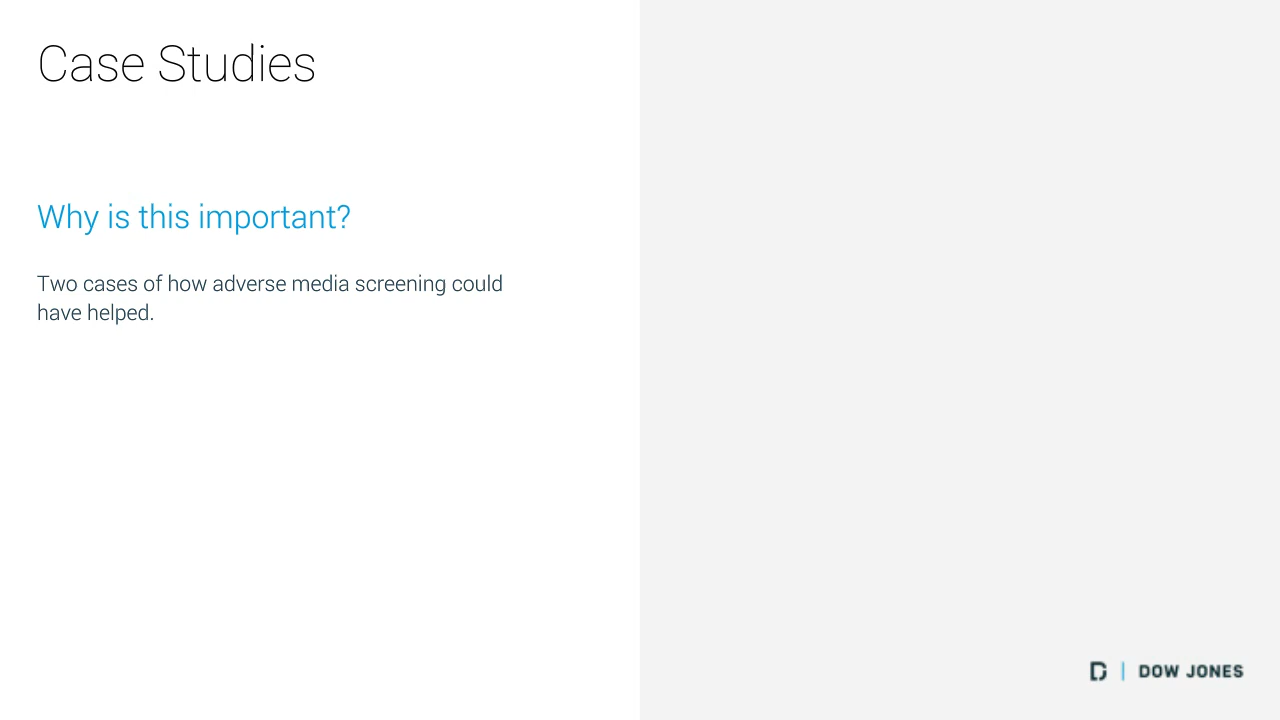 Case Studies
Why is this important?
Two cases of how adverse media screening could
have helped.
DOW JONES